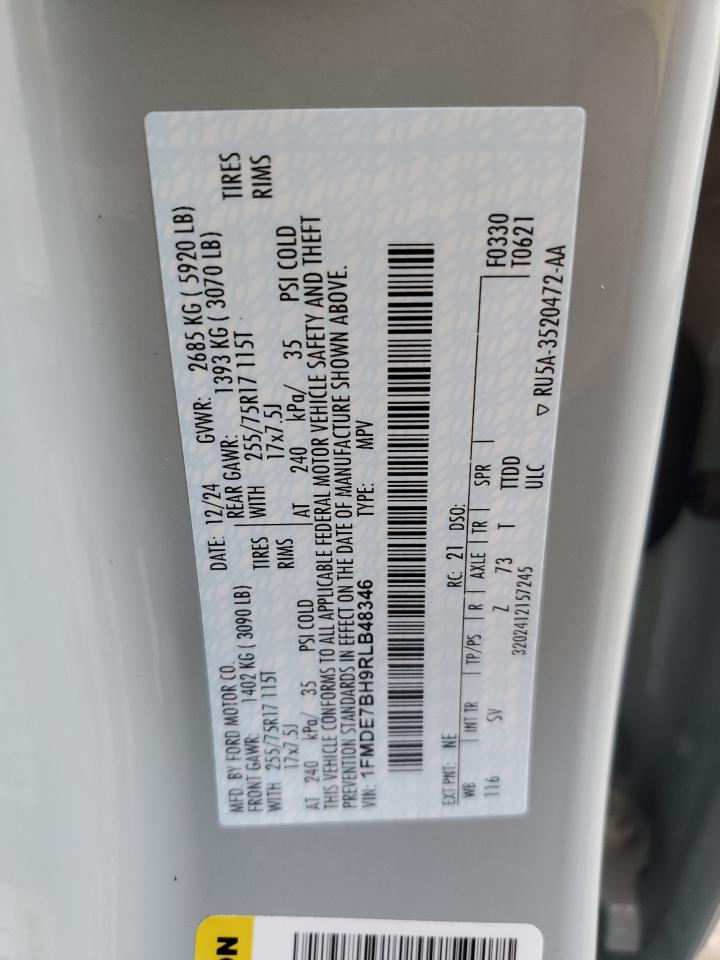 MFD. BY FORD MOTOR CO.
DATE: 12/24 GVWR: 2685 KG ( 5920 LB)
FRONT GAWR: 1402 KG ( 3090 LB) REAR GAWR: 1393 KG ( 3070 LB)
WITH 255/75R17 115T TIRES WITH 255/75R17 115T TIRES
17x7.5J RIMS 17x7.5J RIMS
AT 240 kPa/ 35 PSI COLD AT 240 kPa/ 35 PSI COLD
THIS VEHICLE CONFORMS TO ALL APPLICABLE FEDERAL MOTOR VEHICLE SAFETY AND THEFT
PREVENTION STANDARDS IN EFFECT ON THE DATE OF MANUFACTURE SHOWN ABOVE.
VIN: 1FMDE7BH9RLB48346 TYPE: MPV
EXT PNT: NE RC: 21 DSO: F0330
WB INT TR TP/PS R AXLE TR SPR T0621
116 SV Z 73 T TTDD
3202412157245 ULC ▽ RU5A-3520472-AA